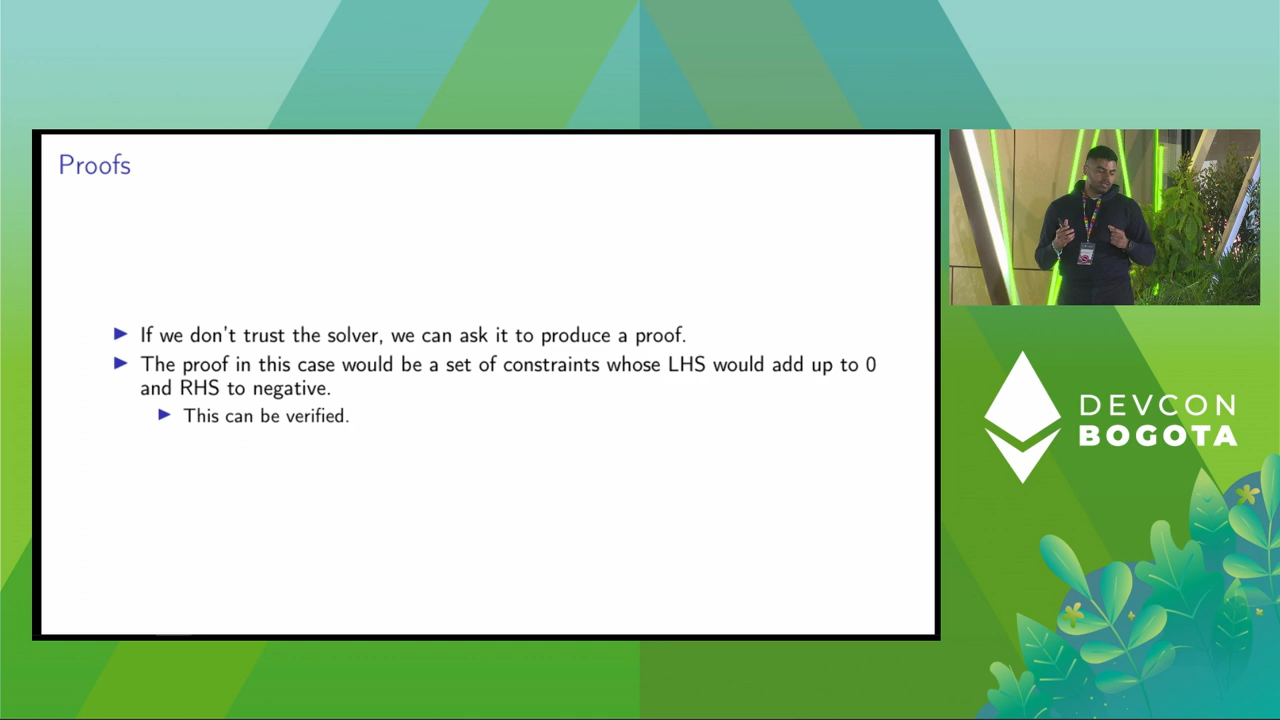 Proofs
If we don't trust the solver, we can ask it to produce a proof.
The proof in this case would be a set of constraints whose LHS would add up to 0
and RHS to negative.
This can be verified.
DEVCON
BOGOTA